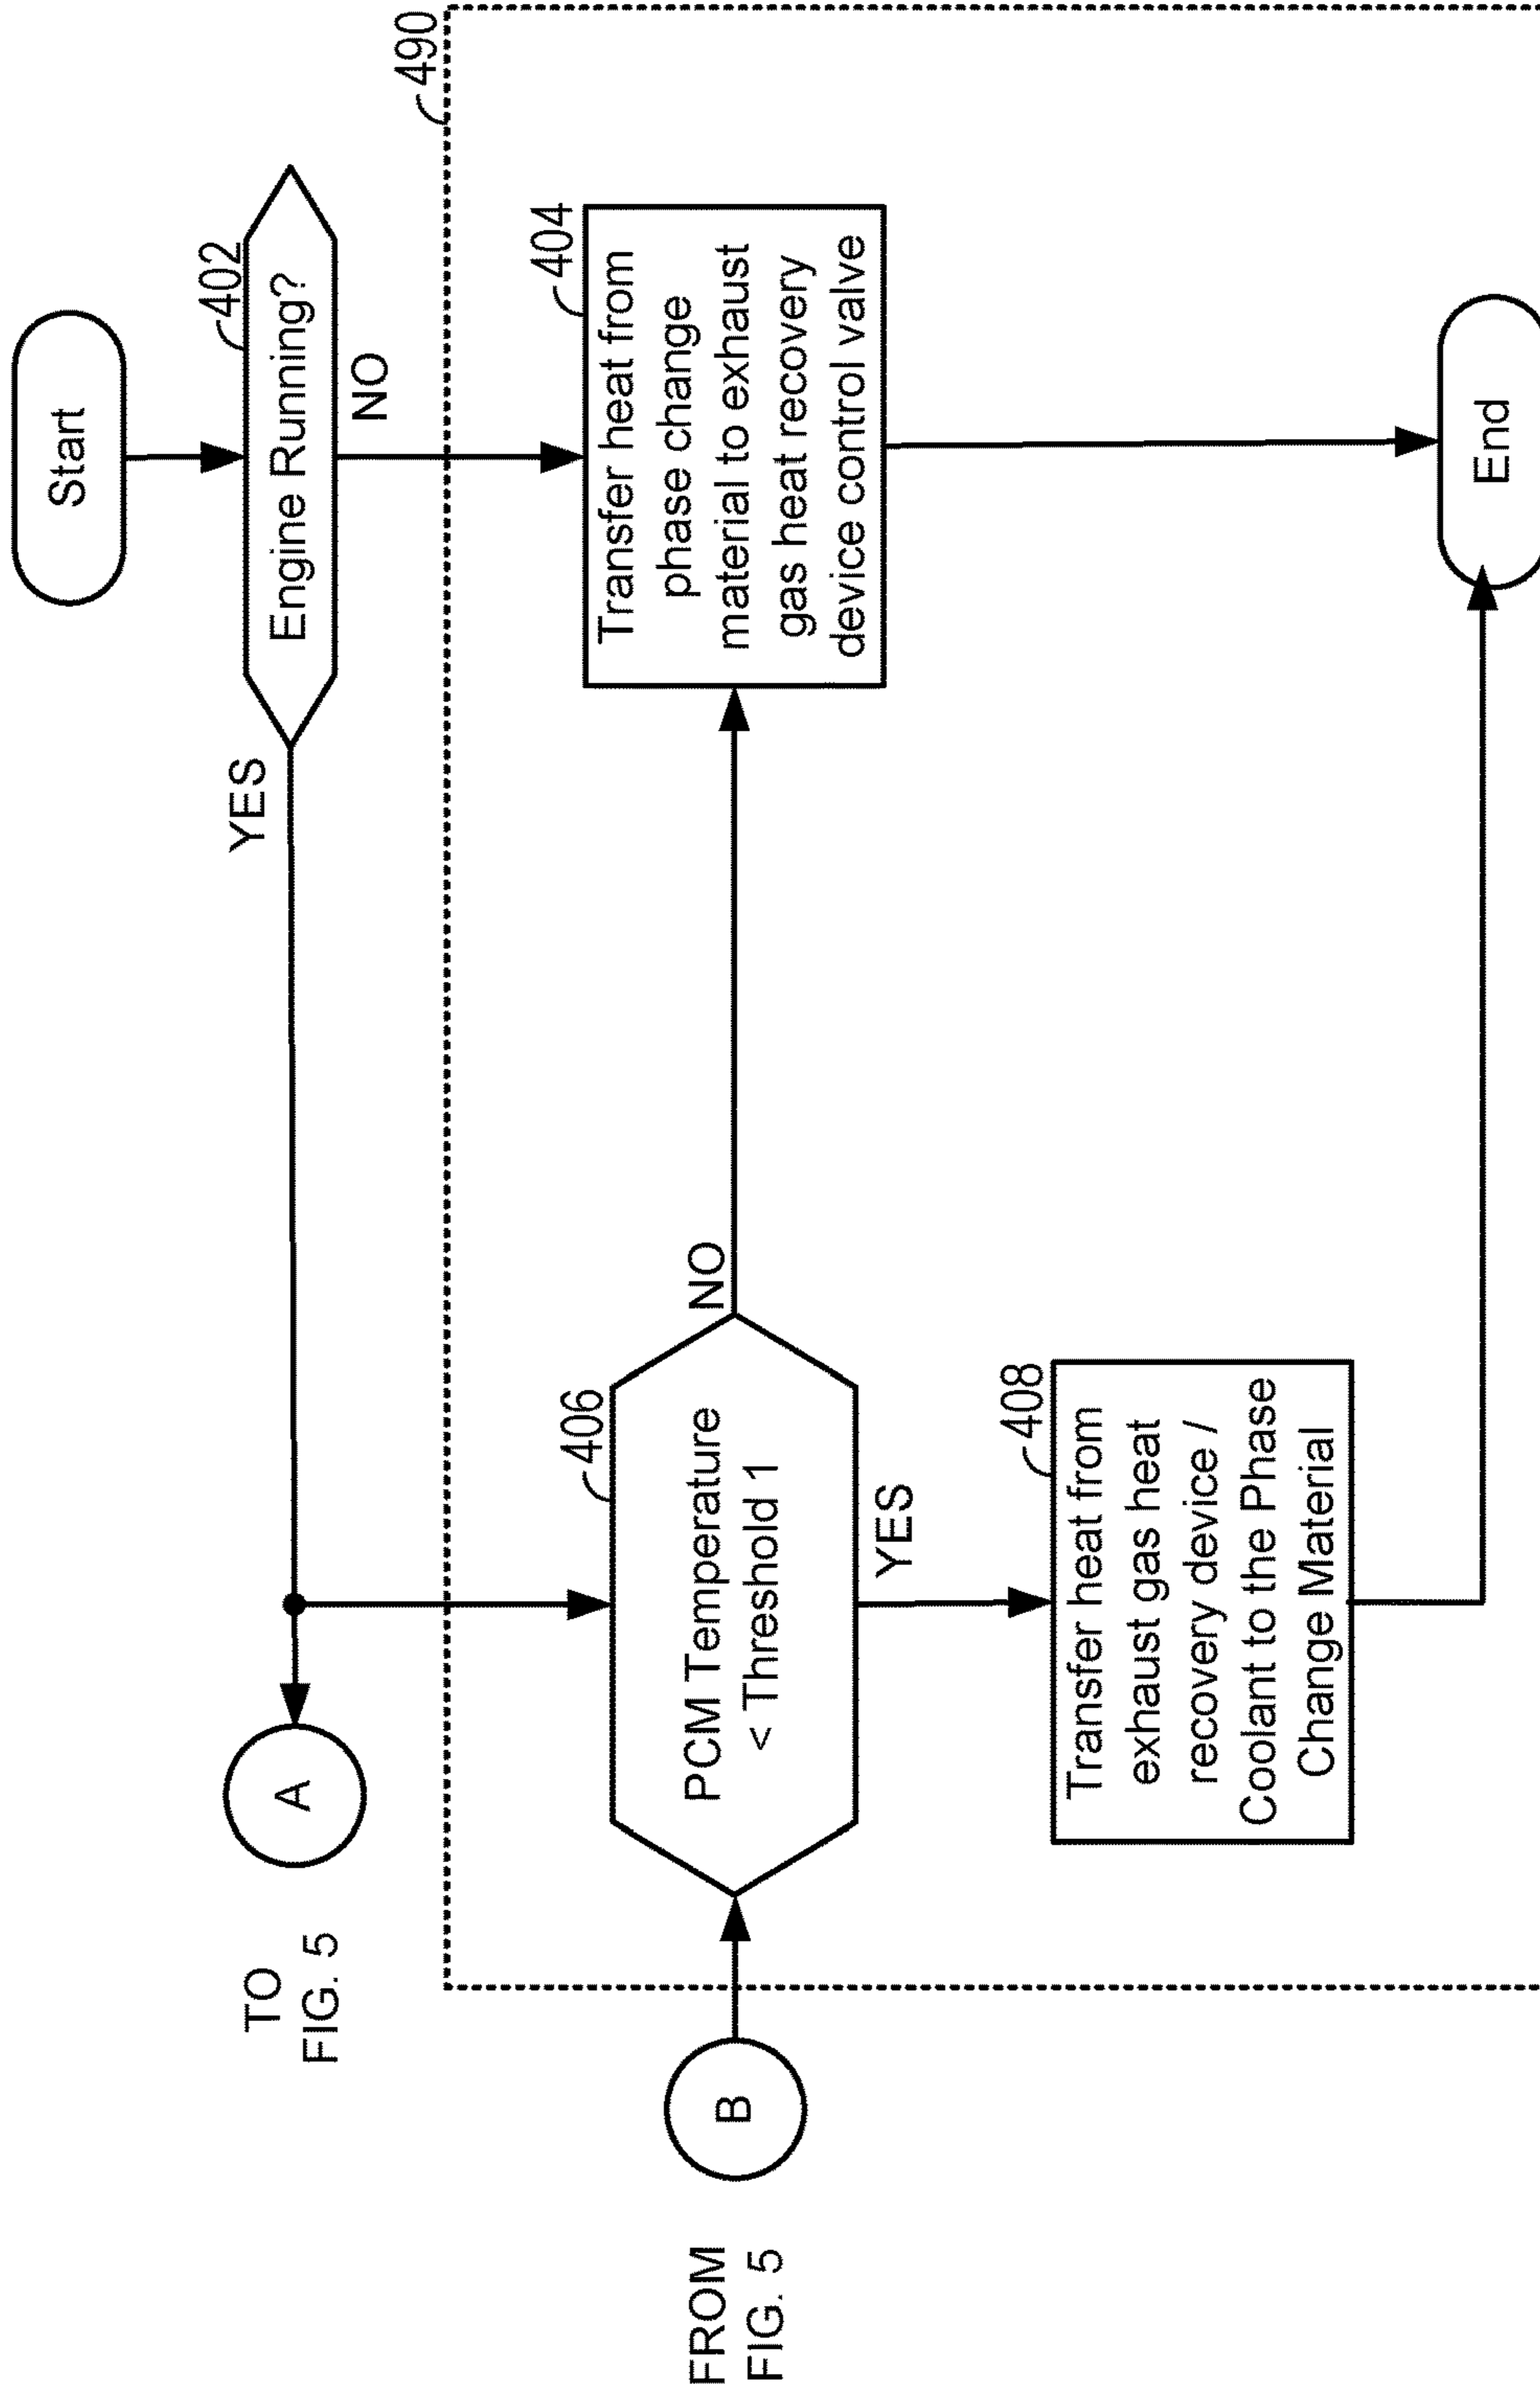 Start
402
Engine Running?
YES
NO
A
TO
FIG. 5
490
404
Transfer heat from
phase change
material to exhaust
gas heat recovery
device control valve
406
PCM Temperature
< Threshold 1
NO
YES
B
FROM
FIG. 5
408
Transfer heat from
exhaust gas heat
recovery device /
Coolant to the Phase
Change Material
End